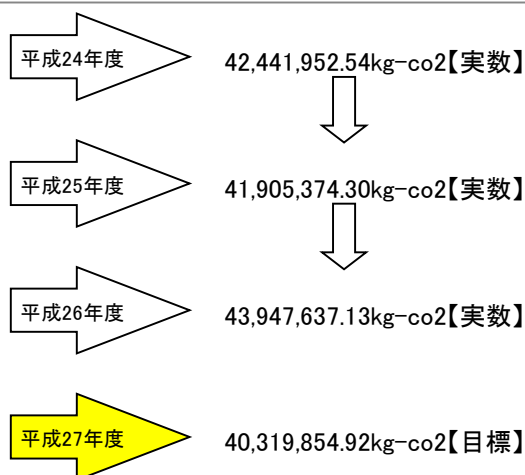 平成24年度 42,441,952.54kg-co2【実数】
平成25年度 41,905,374.30kg-co2【実数】
平成26年度 43,947,637.13kg-co2【実数】
平成27年度 40,319,854.92kg-co2【目標】